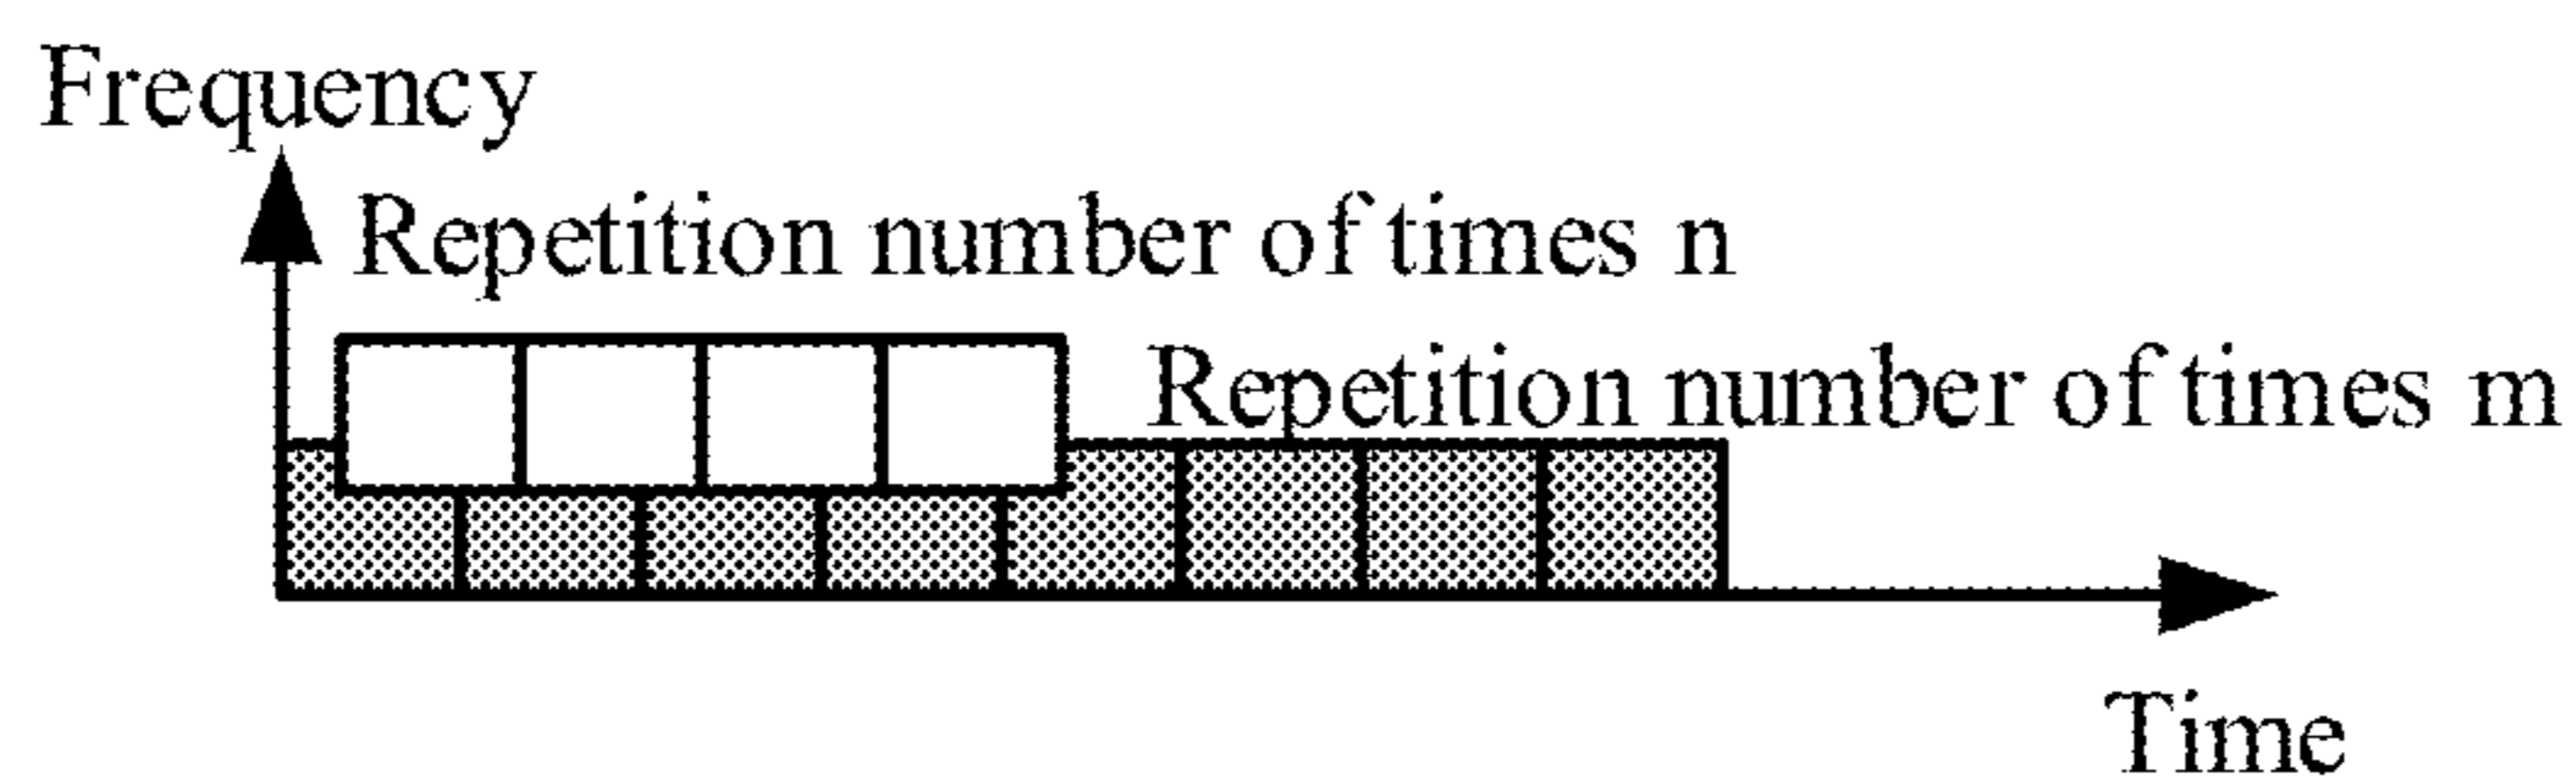 Frequency
Repetition number of times n
Repetition number of times m
Time